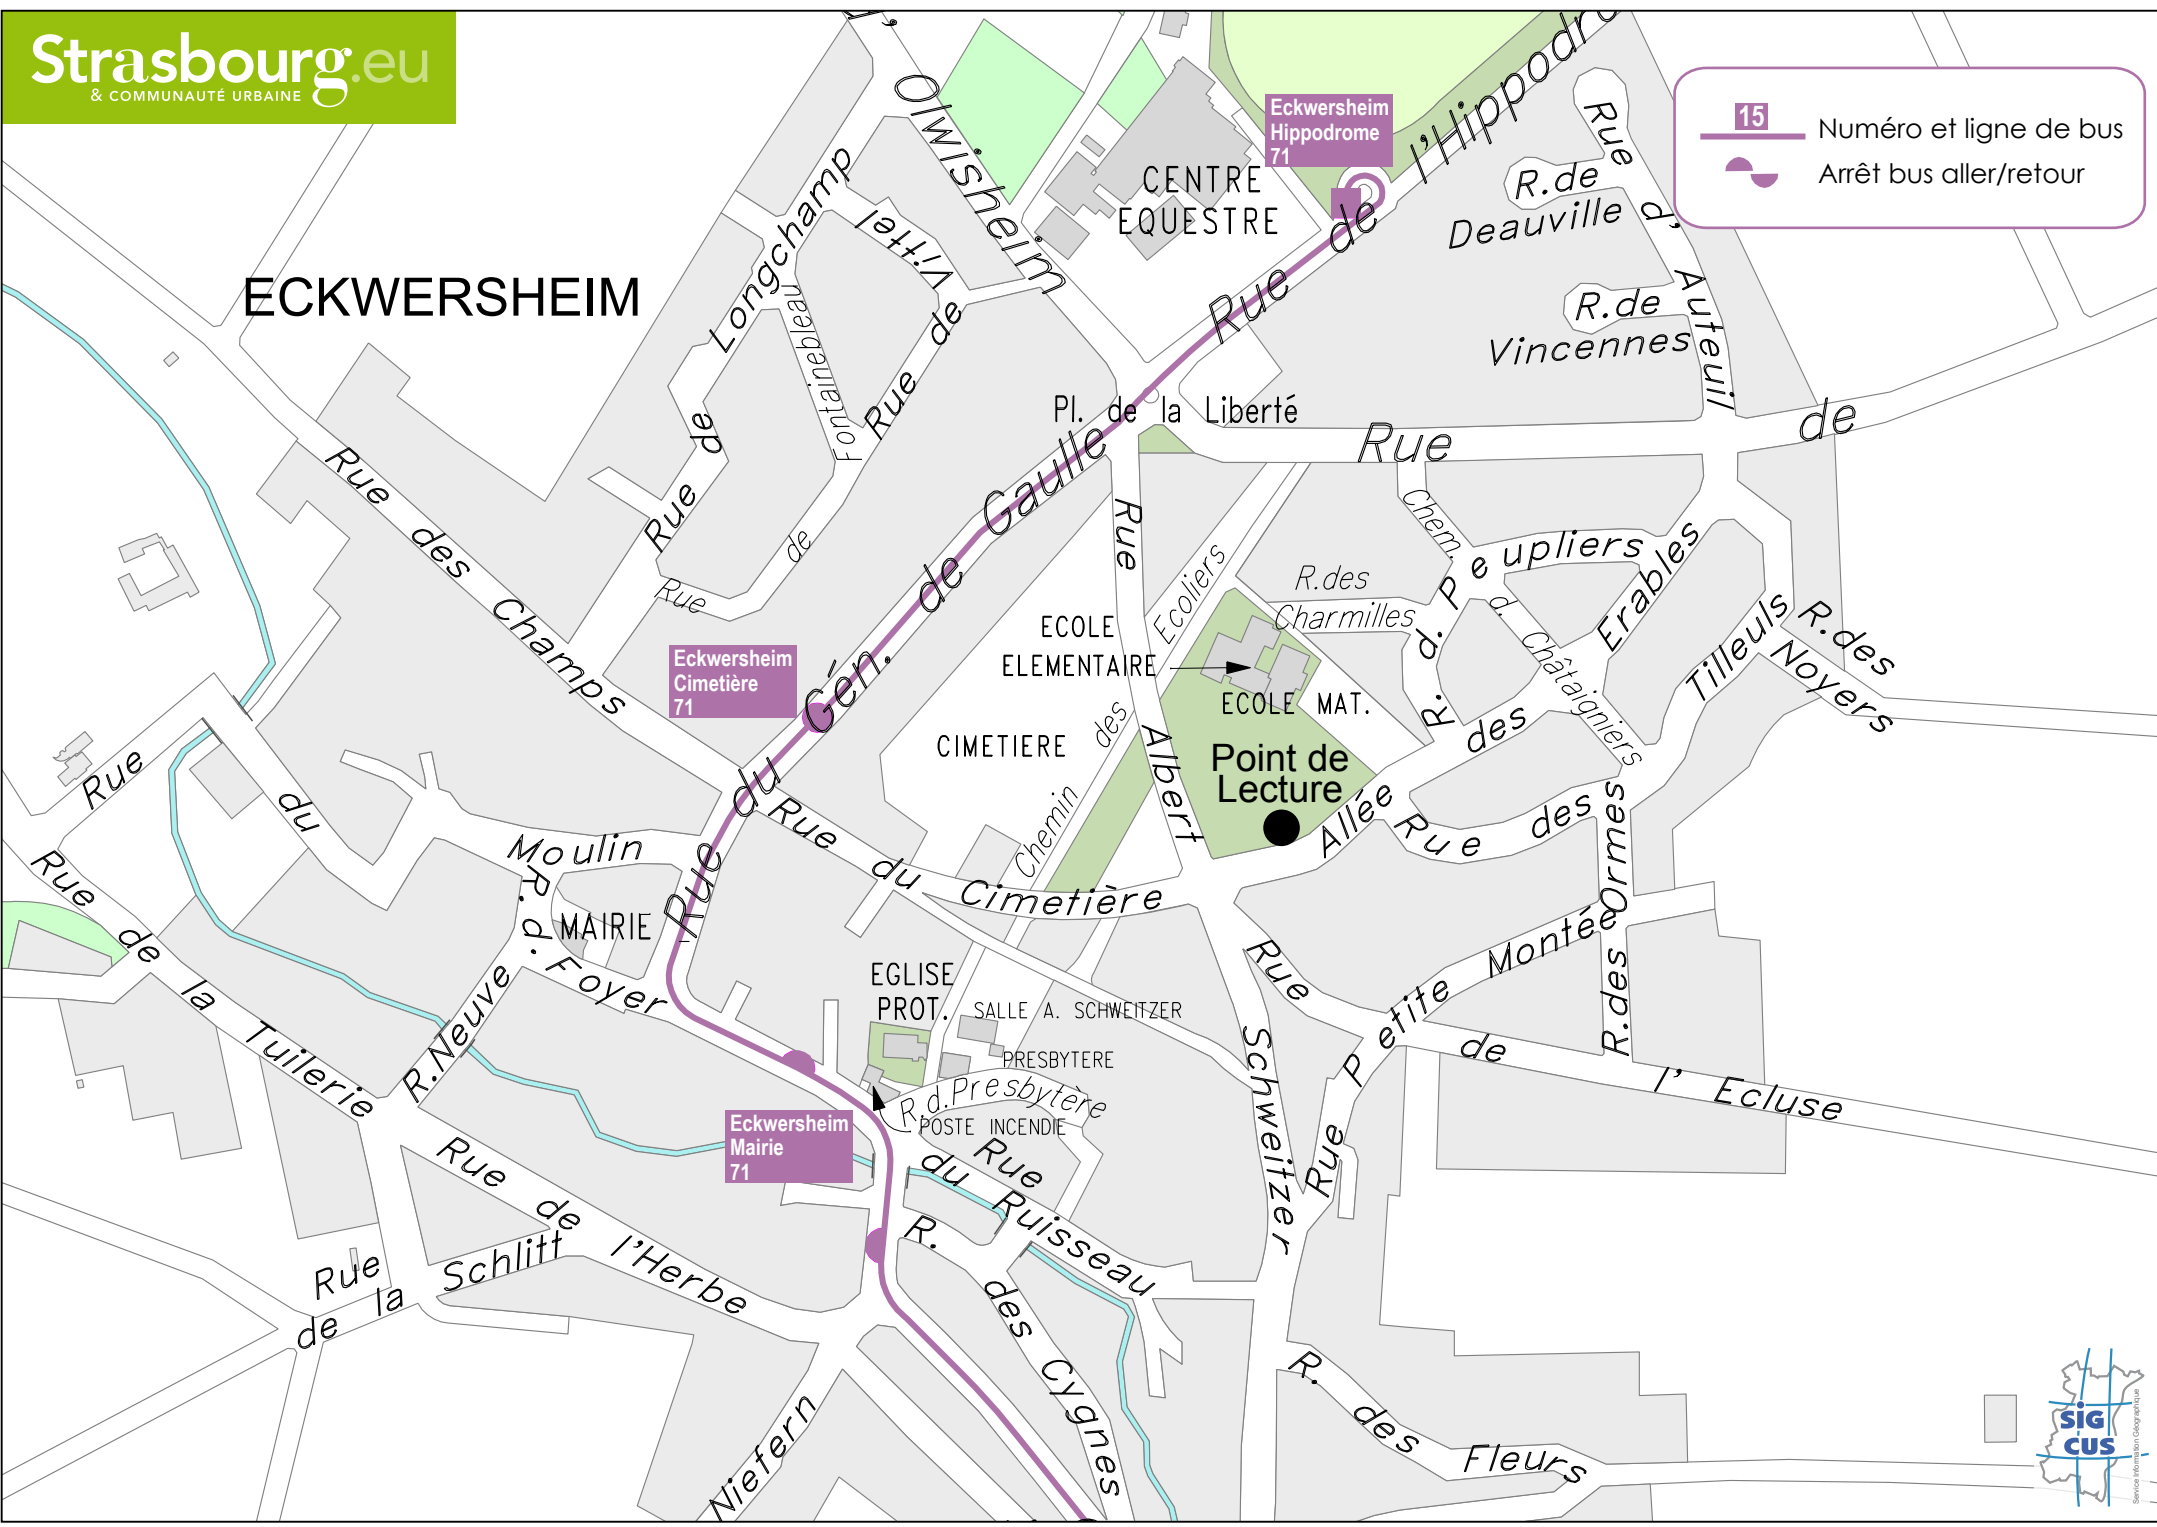 Strasbourg.eu
& COMMUNAUTÉ URBAINE
15
Numéro et ligne de bus
Arrêt bus aller/retour
ECKWERSHEIM
Eckwersheim
Hippodrome
71
CENTRE
EQUESTRE
d'Olwisheim
Rue de l'Hippodro
Rue d'Auteuil
R.de
Deauville
R.de
Vincennes
Rue de Longchamp
Rue de Vittel
Fontainebleau
Rue de
Pl. de la Liberté
Rue de
Rue des Champs
Rue du Gén. de Gaulle
Rue Albert Schweitzer
Chemin des Ecoliers
Chem. d. Châtaigniers
R. d. Peupliers
R.des
Charmilles
Allée des Erables
Rue des Tilleuls
R.des
Noyers
ECOLE
ELEMENTAIRE
ECOLE MAT.
Eckwersheim
Cimetière
71
CIMETIERE
Point de
Lecture
Rue du Moulin
Rue du Cimetière
R.des Ormes
MAIRIE
R.d.Foyer
R.Neuve
Rue de la Tuilerie
EGLISE
PROT.
SALLE A. SCHWEITZER
PRESBYTERE
R.d.Presbytère
POSTE INCENDIE
Rue Petite Montée
Rue de l'Ecluse
Eckwersheim
Mairie
71
Rue
du Ruisseau
Rue de l'Herbe
Rue
de la Schlitt
R. des Cygnes
Niefern
R. des Fleurs
SIG
CUS
Service Information Géographique